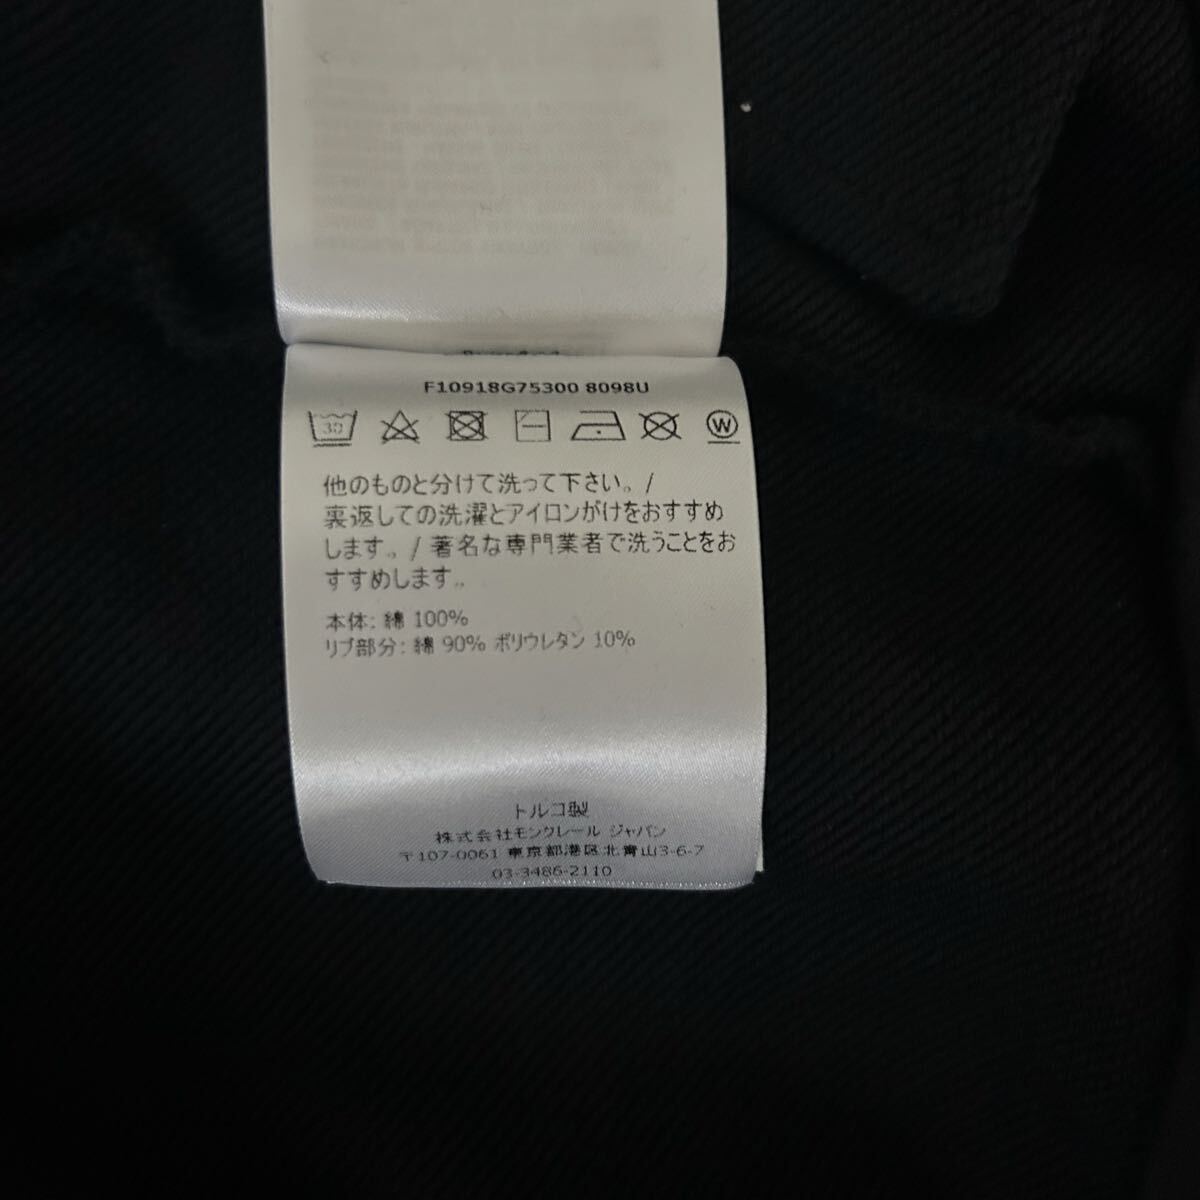 F10918G75300 8098U
30
W
他のものと分けて洗って下さい。/
裏返しての洗濯とアイロンがけをおすすめ
します。/ 著名な専門業者で洗うことをお
すすめします。
本体: 綿 100%
リブ部分: 綿 90% ポリウレタン 10%
トルコ製
株式会社モンクレール ジャパン
〒107-0061 東京都港区北青山3-6-7
03-3486-2110